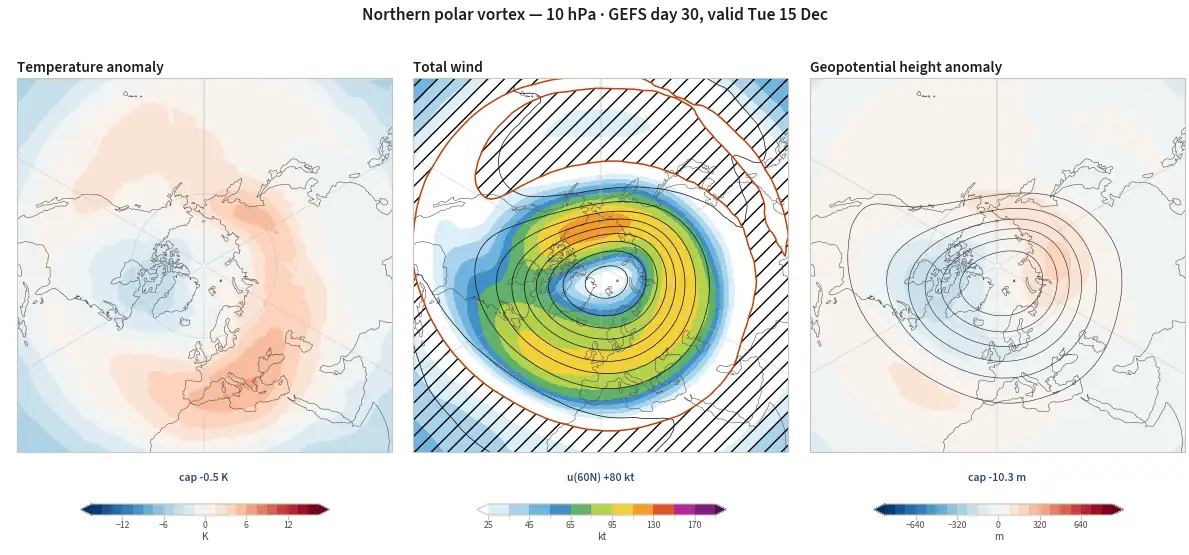 Northern polar vortex — 10 hPa · GEFS day 30, valid Tue 15 Dec
Temperature anomaly
Total wind
Geopotential height anomaly
cap -0.5 K
u(60N) +80 kt
cap -10.3 m
−12 −6 0 6 12
K
25 45 65 95 130 170
kt
−640 −320 0 320 640
m